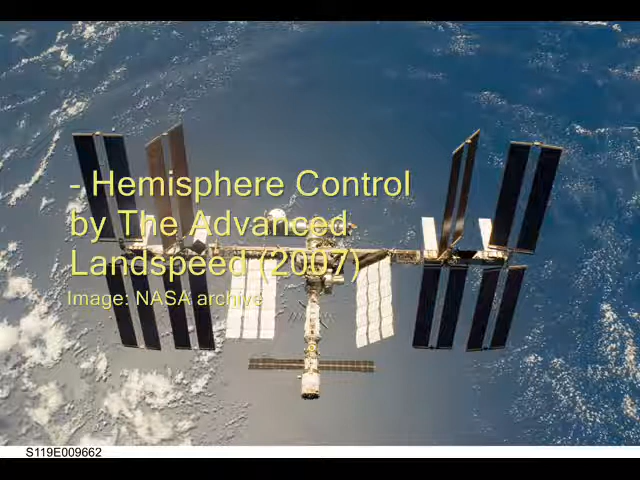 - Hemisphere Control
by The Advanced
Landspeed (2007)
Image: NASA archive
S119E009662